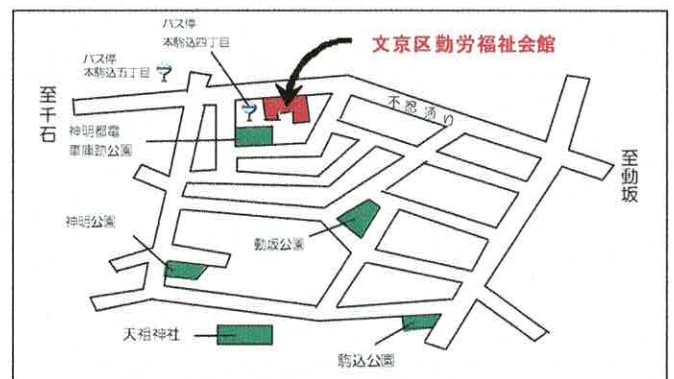 バス停
本駒込四丁目
文京区勤労福祉会館
バス停
本駒込五丁目
至千石
不忍通り
神明都電
車庫跡公園
至動坂
神明公園
動坂公園
天祖神社
駒込公園